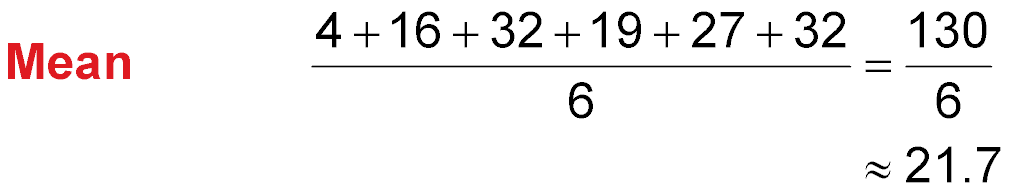 Mean
4 + 16 + 32 + 19 + 27 + 32 = 130
6 6
≈ 21.7